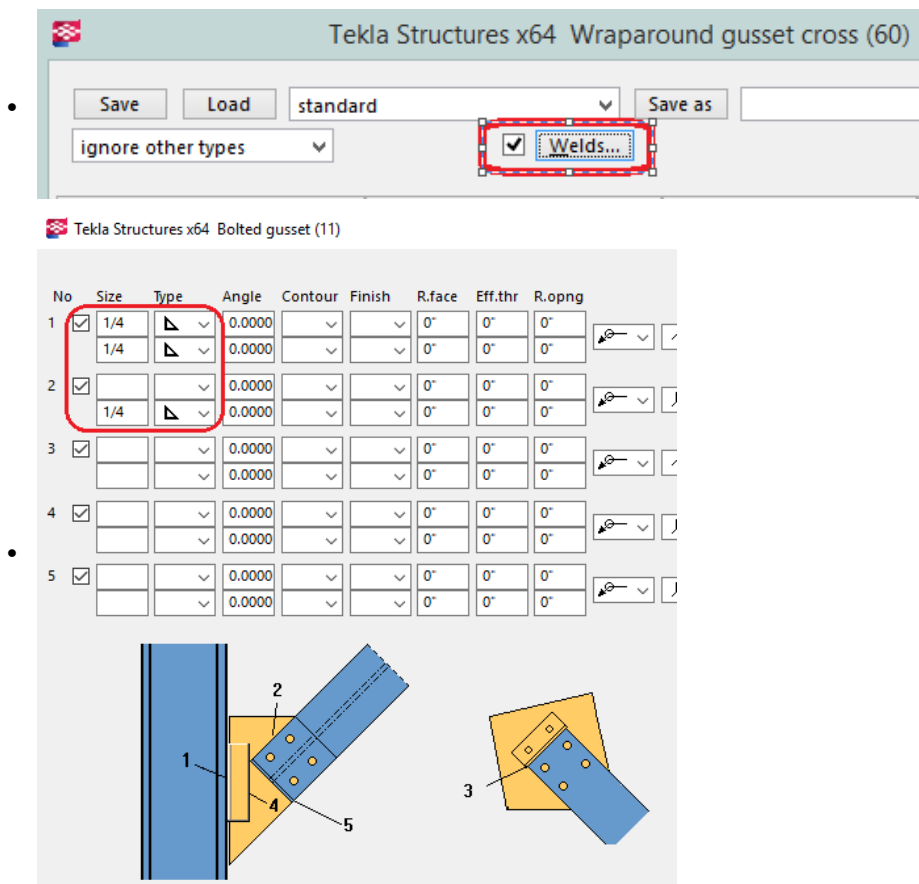 Tekla Structures x64 Wraparound gusset cross (60)
Save Load standard Save as
ignore other types Welds...
Tekla Structures x64 Bolted gusset (11)
No Size Type Angle Contour Finish R.face Eff.thr R.opng
1 1/4 0.0000 0" 0" 0"
1/4 0.0000 0" 0" 0"
2 0.0000 0" 0" 0"
1/4 0.0000 0" 0" 0"
3 0.0000 0" 0" 0"
0.0000 0" 0" 0"
4 0.0000 0" 0" 0"
0.0000 0" 0" 0"
5 0.0000 0" 0" 0"
0.0000 0" 0" 0"
2
1
3
4
5